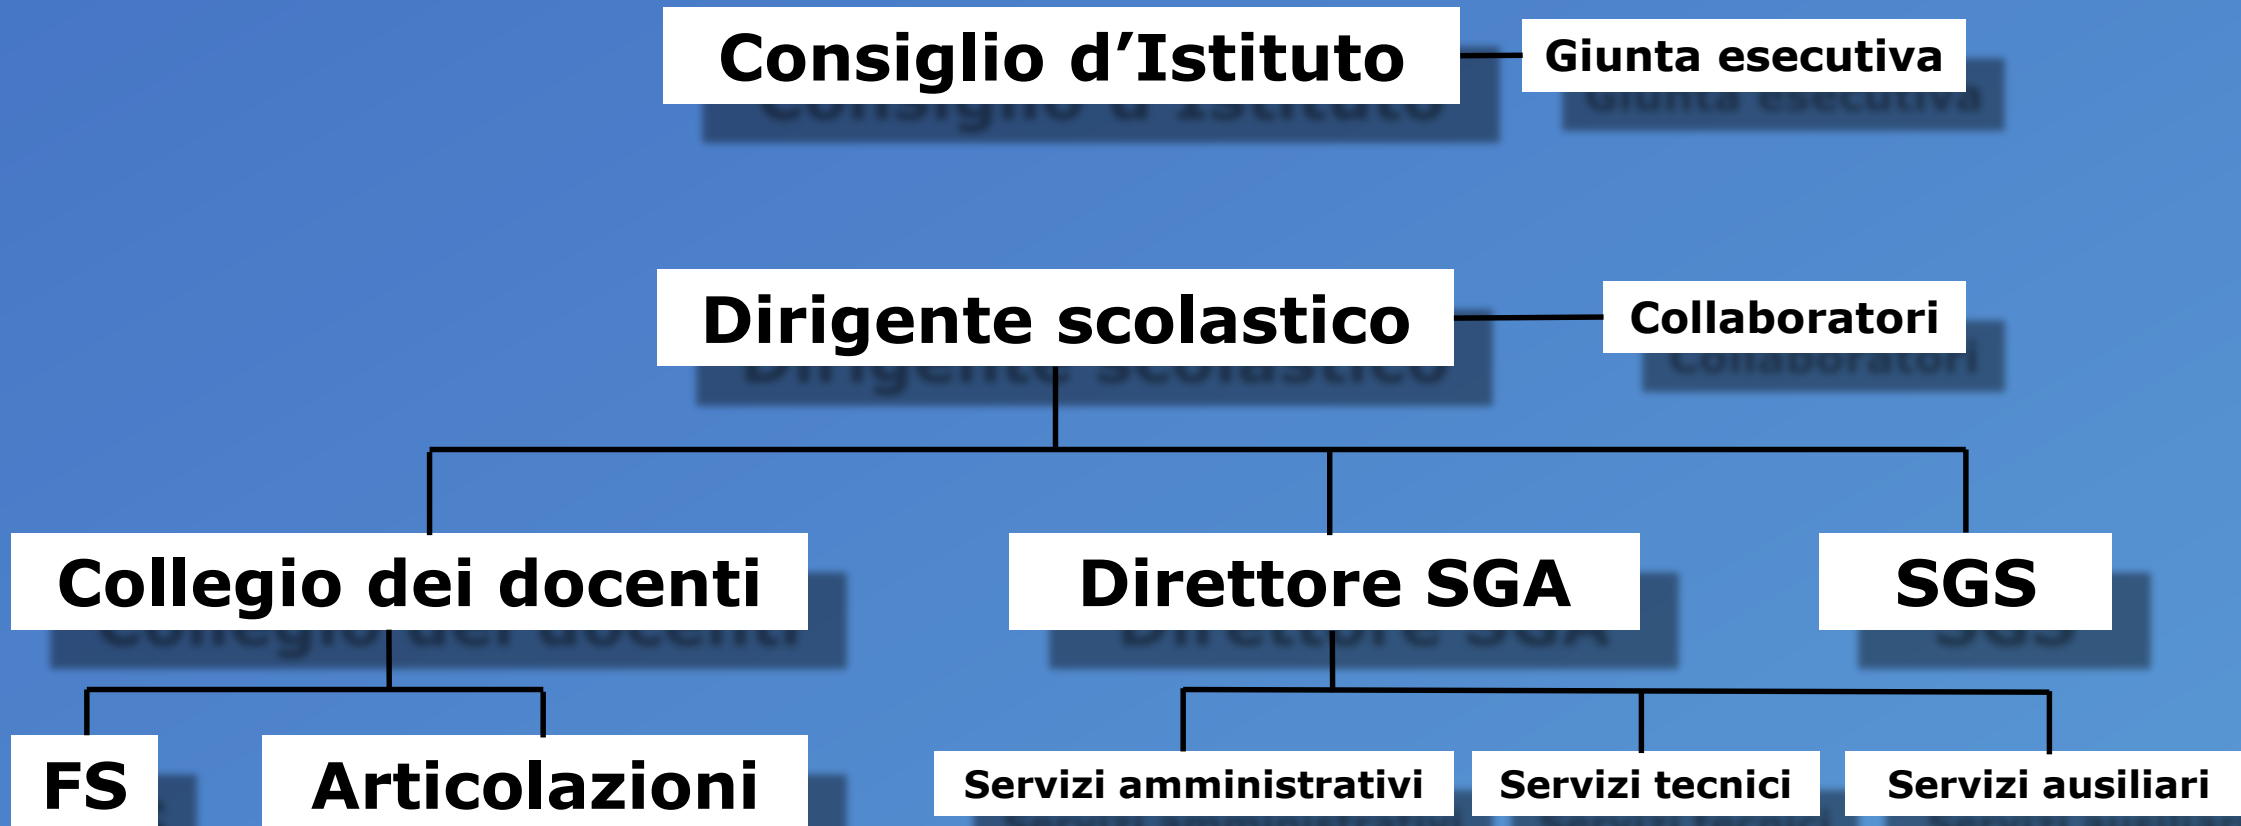 Consiglio d’Istituto
Giunta esecutiva
Dirigente scolastico
Collaboratori
Collegio dei docenti
Direttore SGA
SGS
FS
Articolazioni
Servizi amministrativi
Servizi tecnici
Servizi ausiliari